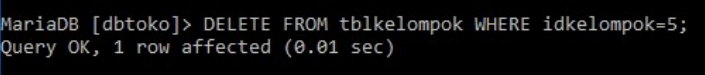 MariaDB [dbtoko]> DELETE FROM tblkelompok WHERE idkelompok=5;
Query OK, 1 row affected (0.01 sec)